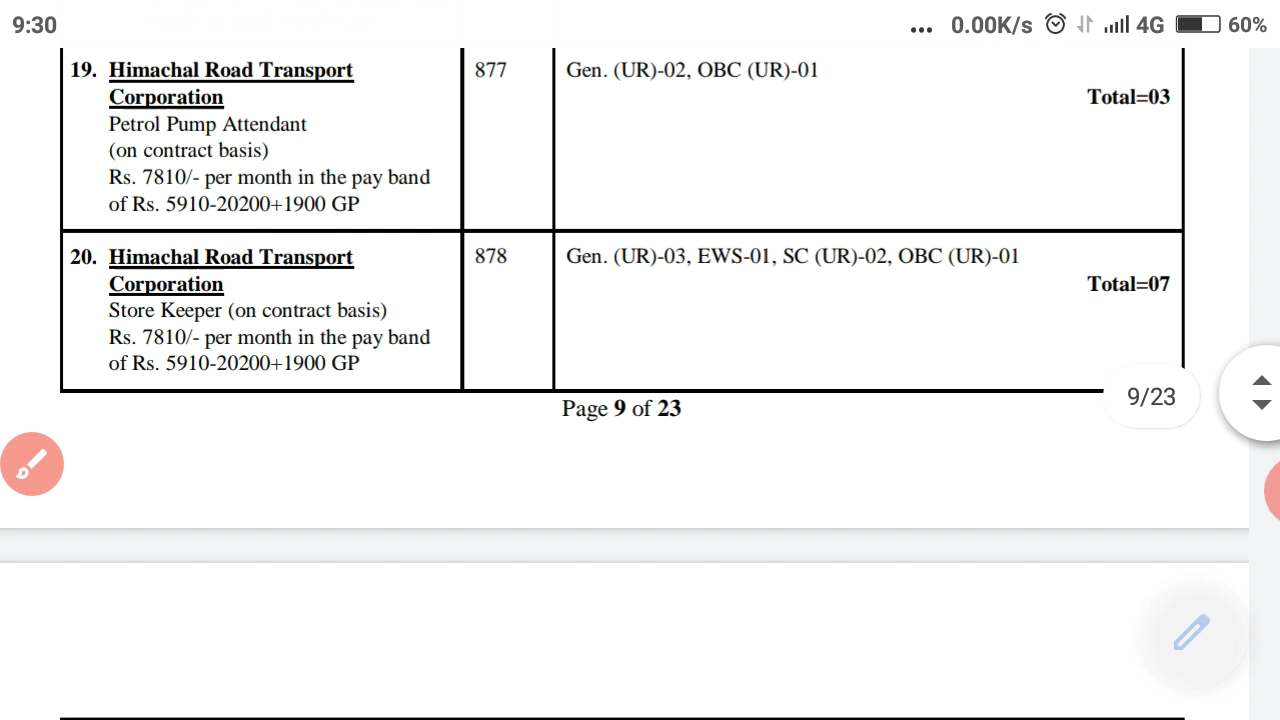 9:30
... 0.00K/s 4G 60%
19. Himachal Road Transport 877 Gen. (UR)-02, OBC (UR)-01
Corporation Total=03
Petrol Pump Attendant
(on contract basis)
Rs. 7810/- per month in the pay band
of Rs. 5910-20200+1900 GP
20. Himachal Road Transport 878 Gen. (UR)-03, EWS-01, SC (UR)-02, OBC (UR)-01
Corporation Total=07
Store Keeper (on contract basis)
Rs. 7810/- per month in the pay band
of Rs. 5910-20200+1900 GP
9/23
Page 9 of 23